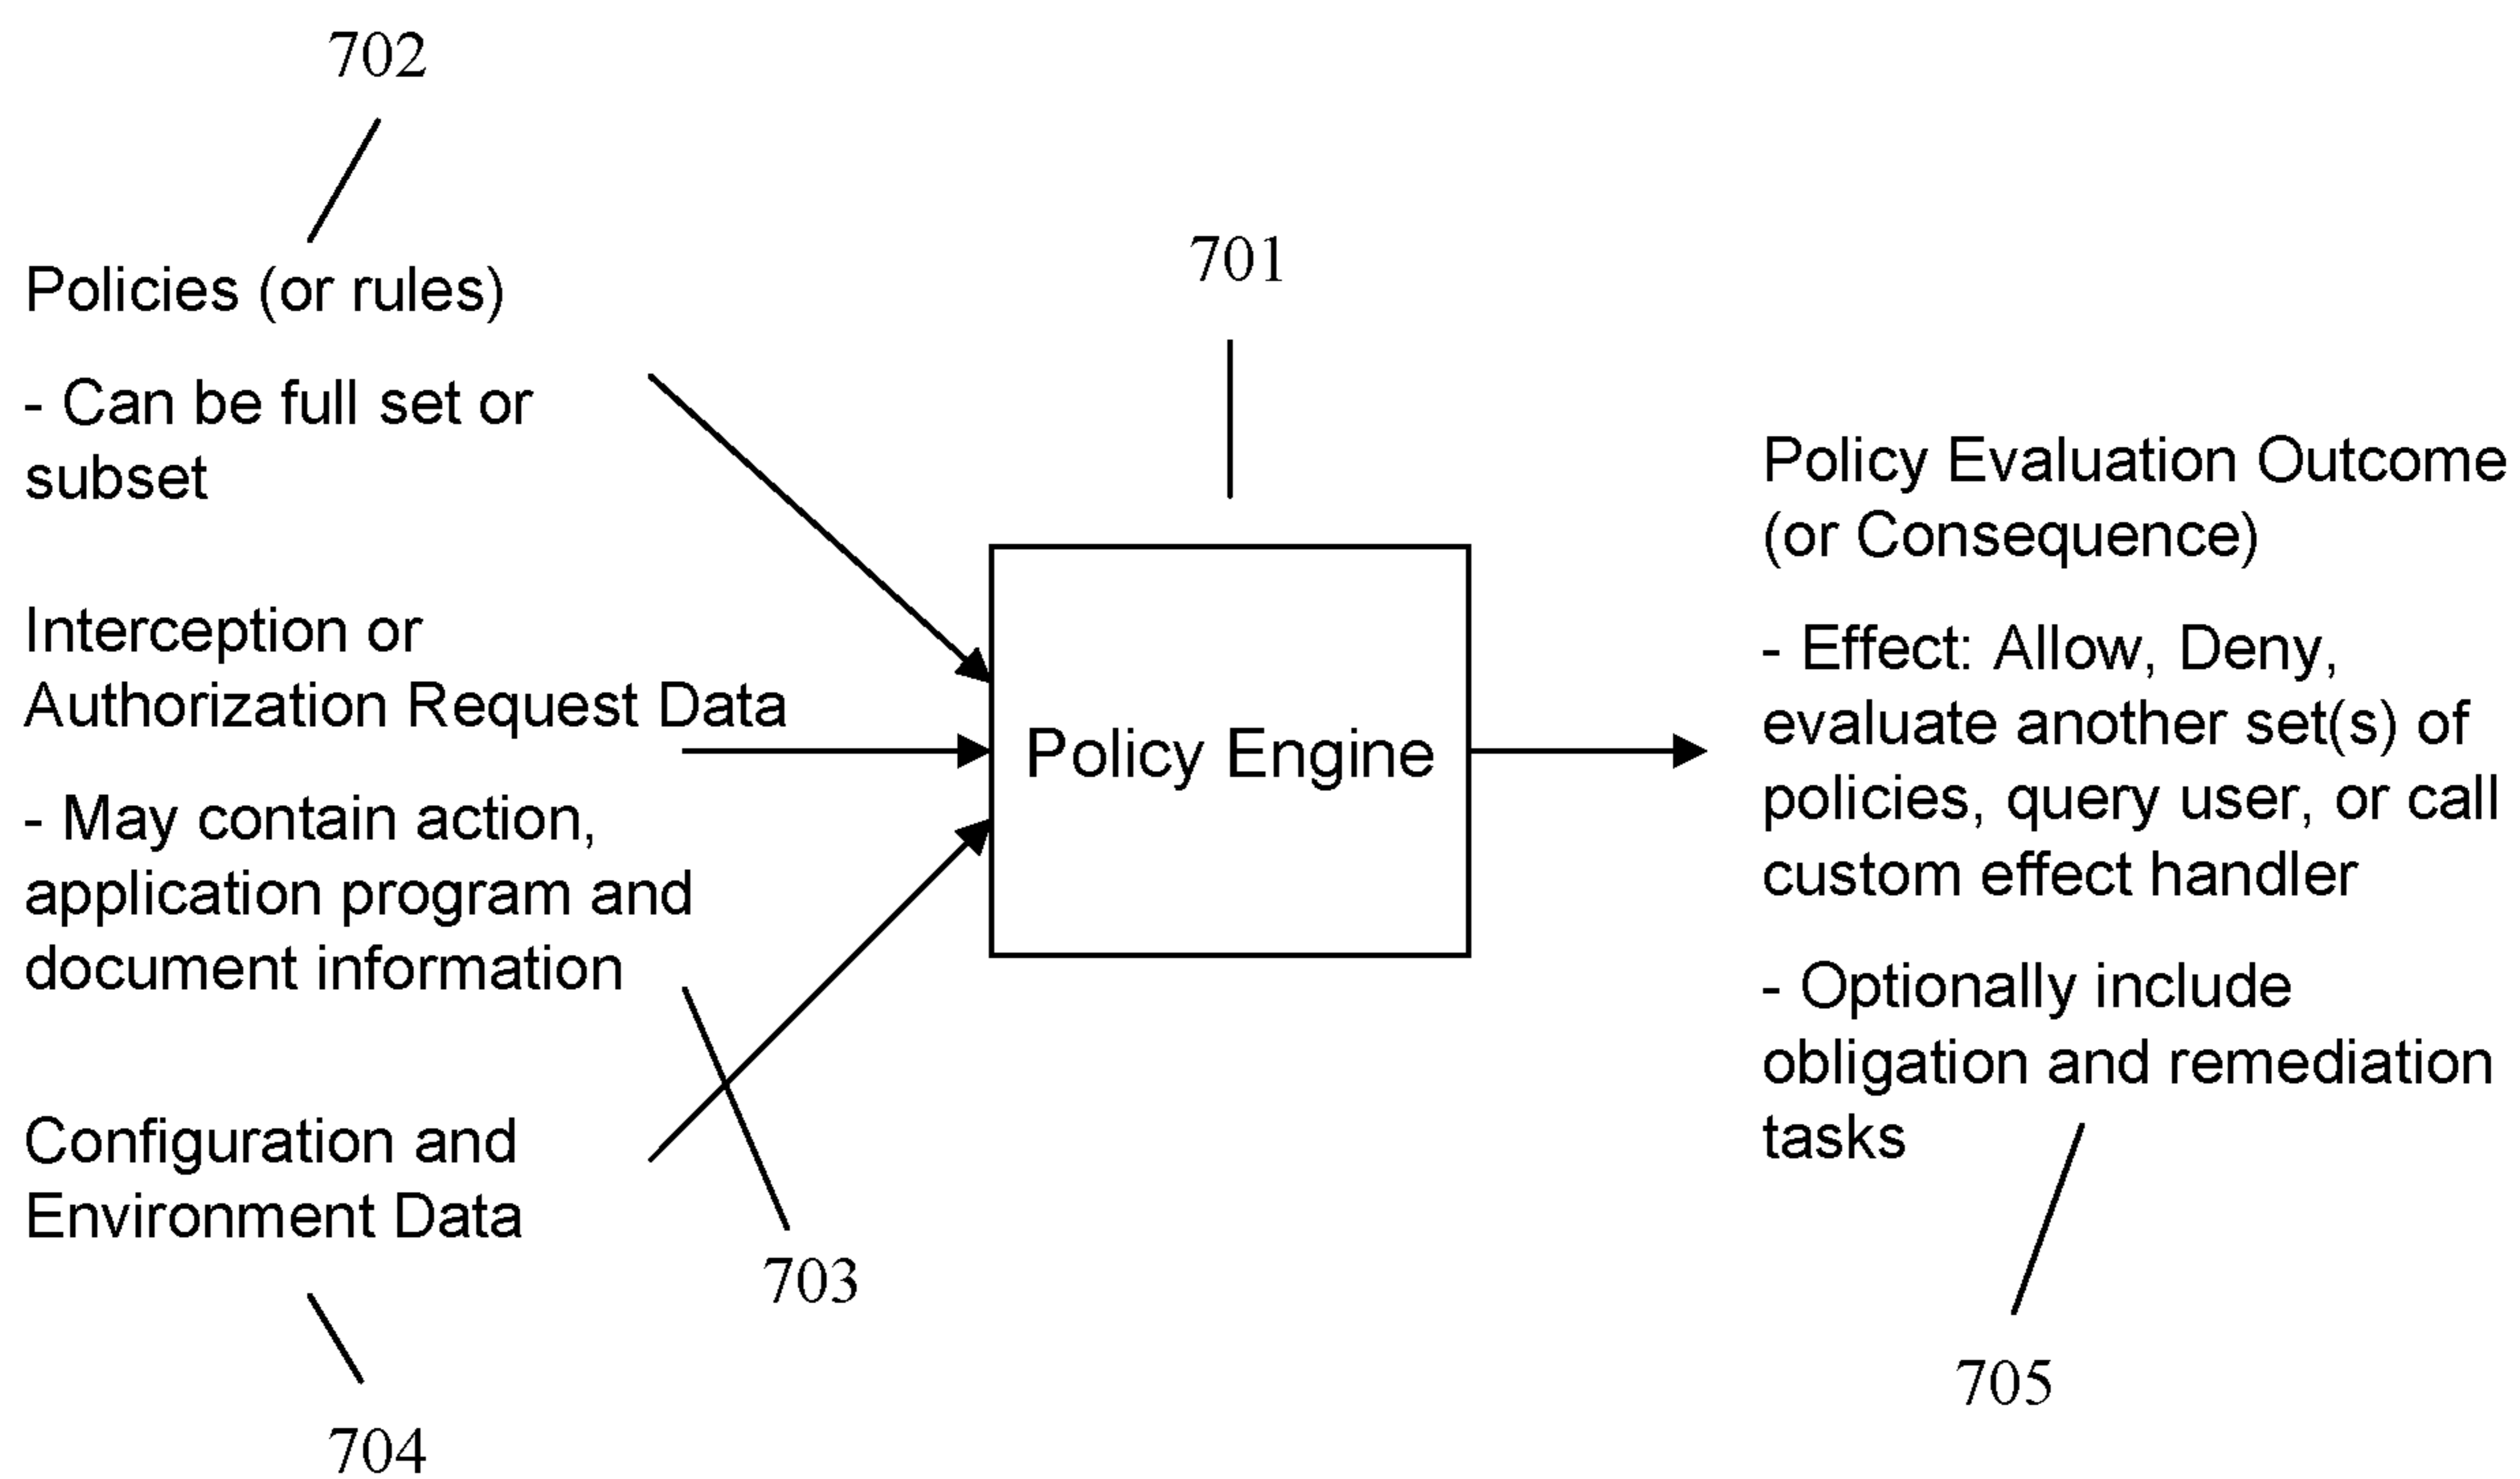 702
Policies (or rules)
- Can be full set or
subset
Interception or
Authorization Request Data
- May contain action,
application program and
document information
Configuration and
Environment Data
703
704
701
Policy Engine
Policy Evaluation Outcome
(or Consequence)
- Effect: Allow, Deny,
evaluate another set(s) of
policies, query user, or call
custom effect handler
- Optionally include
obligation and remediation
tasks
705